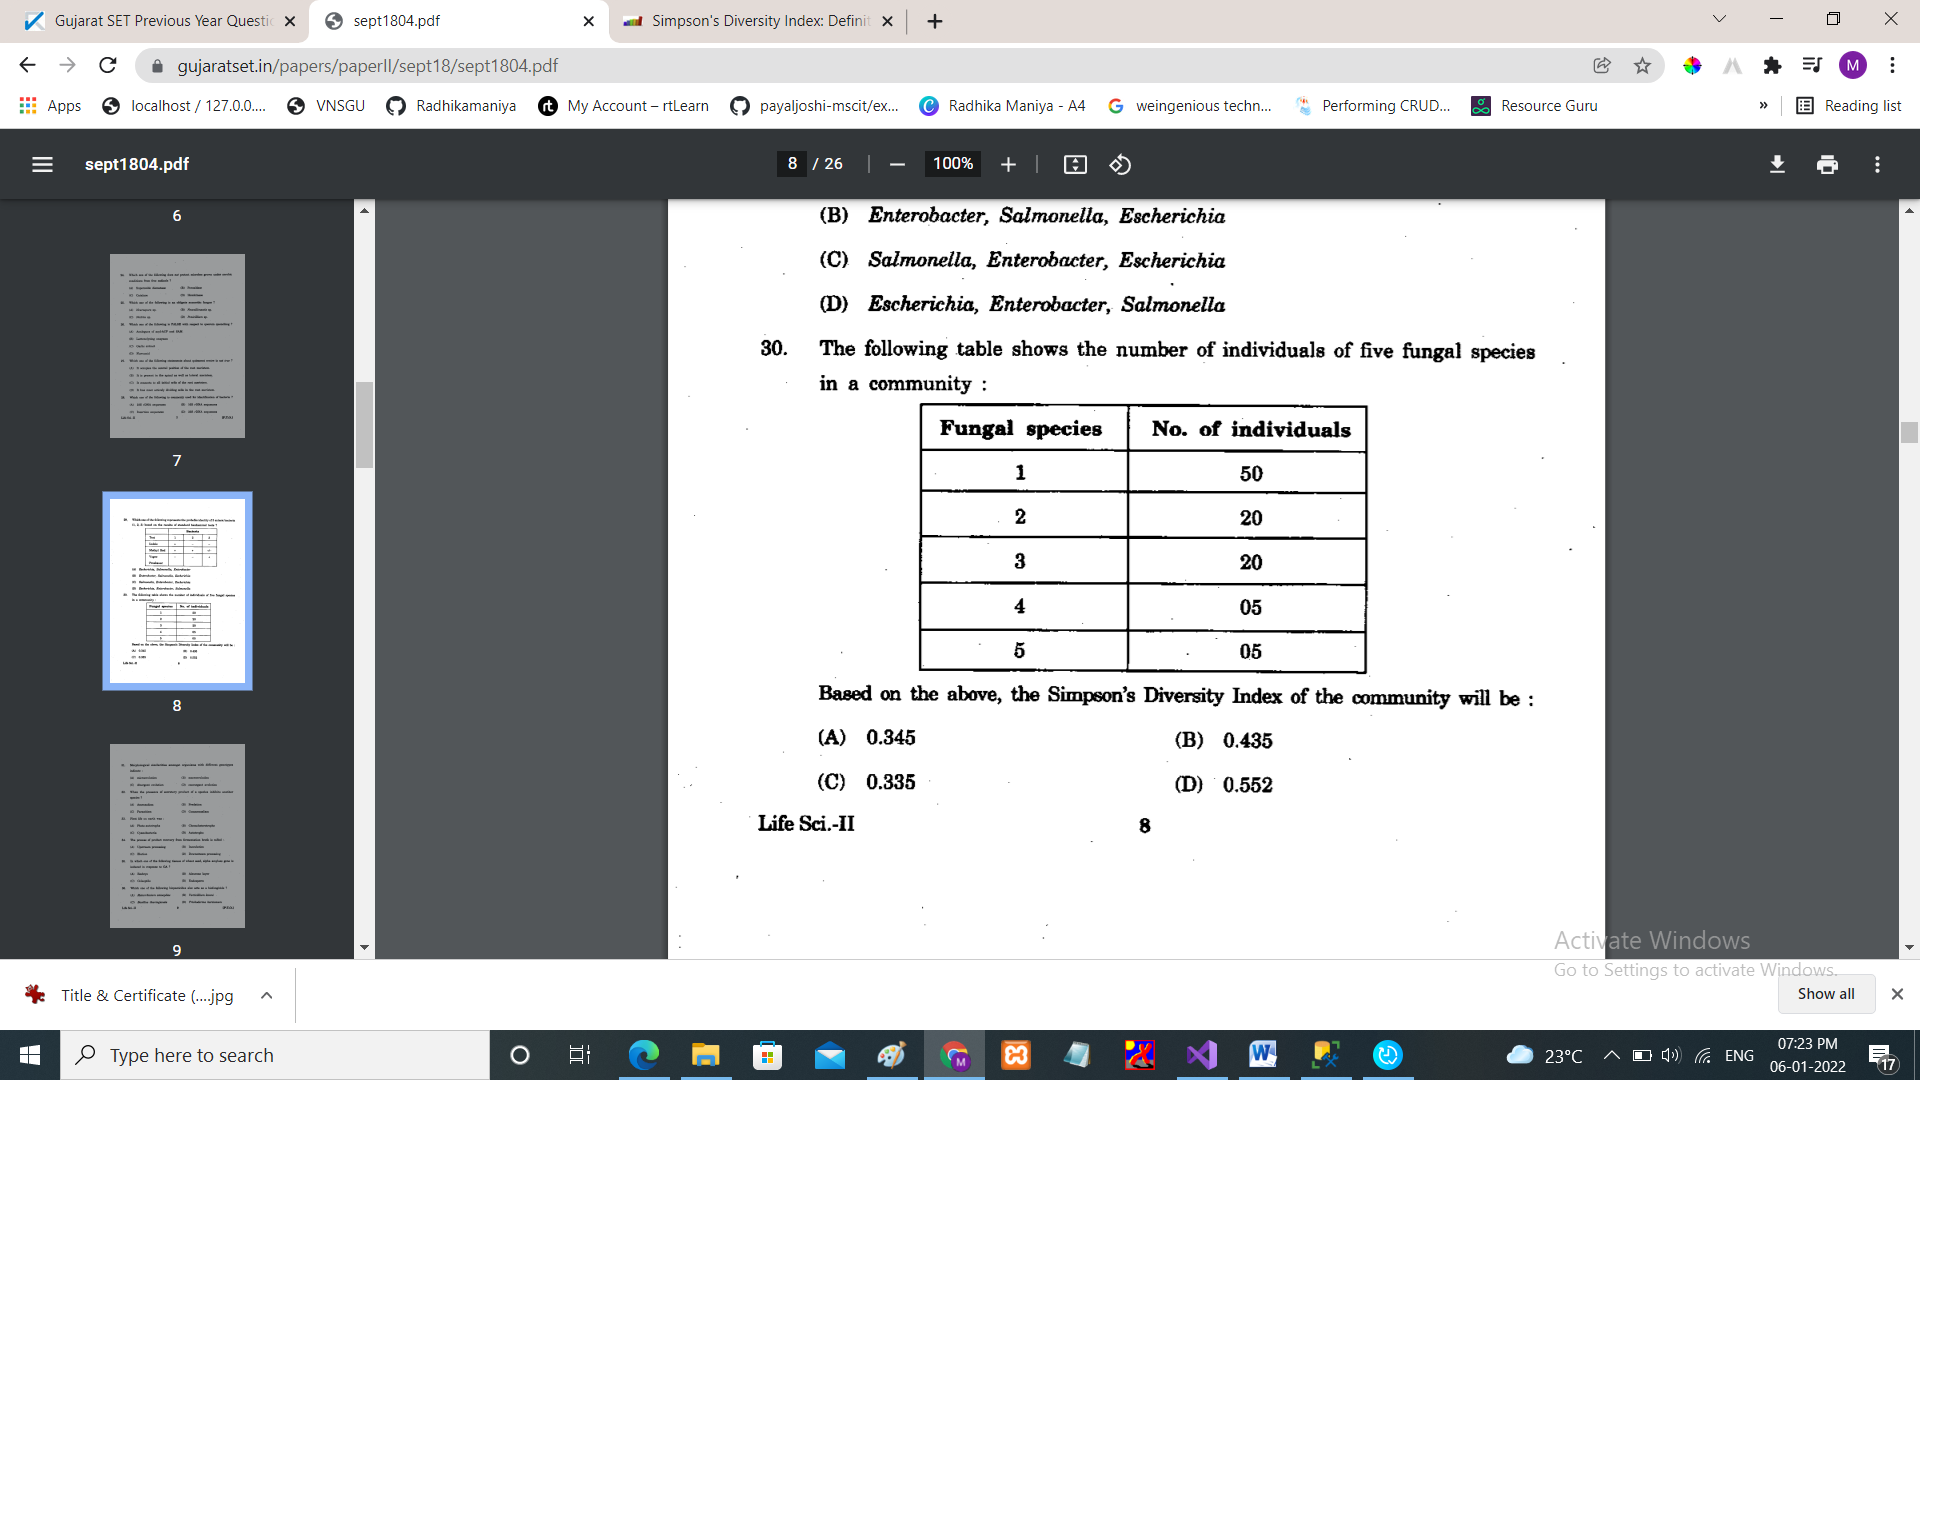 Gujarat SET Previous Year Questi
sept1804.pdf
Simpson's Diversity Index: Definit
gujaratset.in/papers/paperII/sept18/sept1804.pdf
M
Apps
localhost / 127.0.0....
VNSGU
Radhikamaniya
rt
My Account – rtLearn
payaljoshi-mscit/ex...
Radhika Maniya - A4
weingenious techn...
Performing CRUD...
Resource Guru
»
Reading list
sept1804.pdf
8 / 26
100%
6
7
8
9
(B) Enterobacter, Salmonella, Escherichia
(C) Salmonella, Enterobacter, Escherichia
(D) Escherichia, Enterobacter, Salmonella
30. The following table shows the number of individuals of five fungal species
in a community :
Fungal species No. of individuals
1 50
2 20
3 20
4 05
5 05
Based on the above, the Simpson's Diversity Index of the community will be :
(A) 0.345 (B) 0.435
(C) 0.335 (D) 0.552
Life Sci.-II 8
Activate Windows
Go to Settings to activate Windows.
Title & Certificate (....jpg
Show all
Type here to search
23°C
ENG
07:23 PM
06-01-2022
17